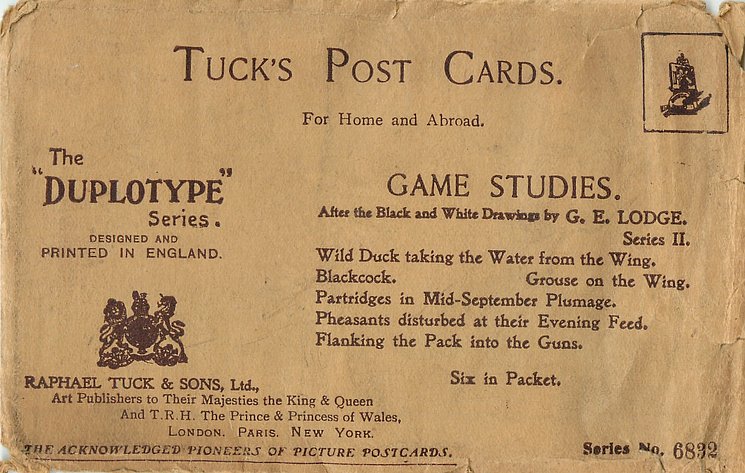 TUCK'S POST CARDS.
For Home and Abroad.
The
"DUPLOTYPE"
Series.
DESIGNED AND
PRINTED IN ENGLAND.
GAME STUDIES.
After the Black and White Drawings by G. E. LODGE.
Series II.
Wild Duck taking the Water from the Wing.
Blackcock. Grouse on the Wing.
Partridges in Mid-September Plumage.
Pheasants disturbed at their Evening Feed.
Flanking the Pack into the Guns.
Six in Packet.
RAPHAEL TUCK & SONS, Ltd.,
Art Publishers to Their Majesties the King & Queen
And T.R.H. The Prince & Princess of Wales,
LONDON. PARIS. NEW YORK.
THE ACKNOWLEDGED PIONEERS OF PICTURE POSTCARDS.
Series No. 6832